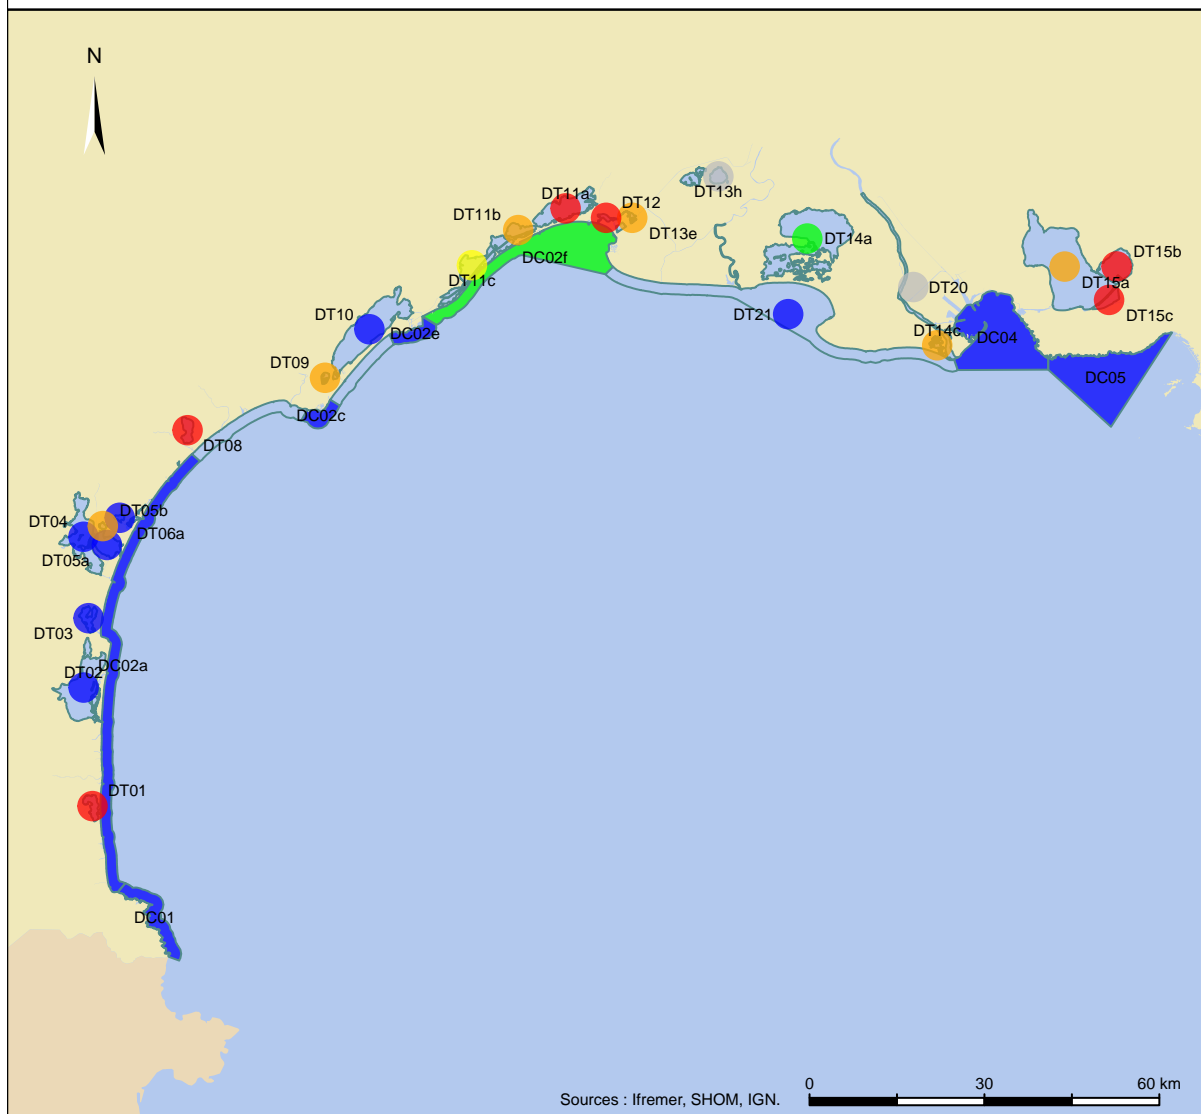 N
DT13h
DT11a
DT12
DT11b
DT13e
DC02f
DT14a
DT15b
DT11c
DT15a
DT20
DT15c
DT10
DC02e
DT21
DT14c
DC04
DC05
DT09
DC02c
DT08
DT05b
DT04
DT06a
DT05a
DT03
DC02a
DT02
DT01
DC01
0 30 60 km
Sources : Ifremer, SHOM, IGN.